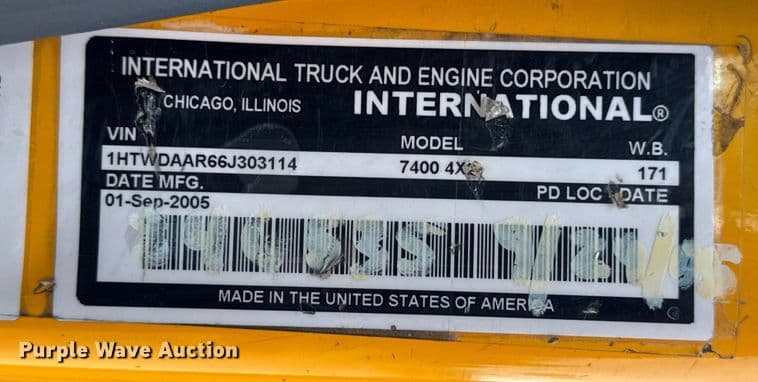 INTERNATIONAL TRUCK AND ENGINE CORPORATION
CHICAGO, ILLINOIS INTERNATIONAL®
VIN MODEL W.B.
1HTWDAAR66J303114 7400 171
DATE MFG. PD LOC DATE
01-Sep-2005
MADE IN THE UNITED STATES OF AMERICA
Purple Wave Auction